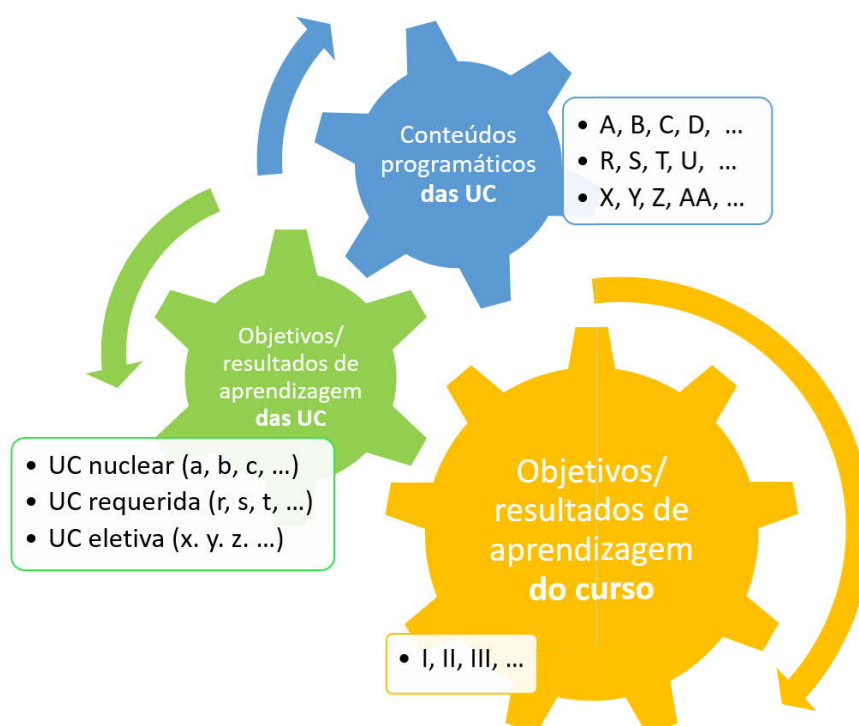 Conteúdos
programáticos
das UC
• A, B, C, D, ...
• R, S, T, U, ...
• X, Y, Z, AA, ...
Objetivos/
resultados de
aprendizagem
das UC
• UC nuclear (a, b, c, ...)
• UC requerida (r, s, t, ...)
• UC eletiva (x. y. z. ...)
Objetivos/
resultados de
aprendizagem
do curso
• I, II, III, ...